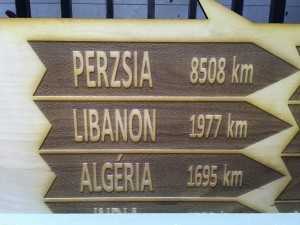 PERZSIA 8508 km
LIBANON 1977 km
ALGÉRIA 1695 km